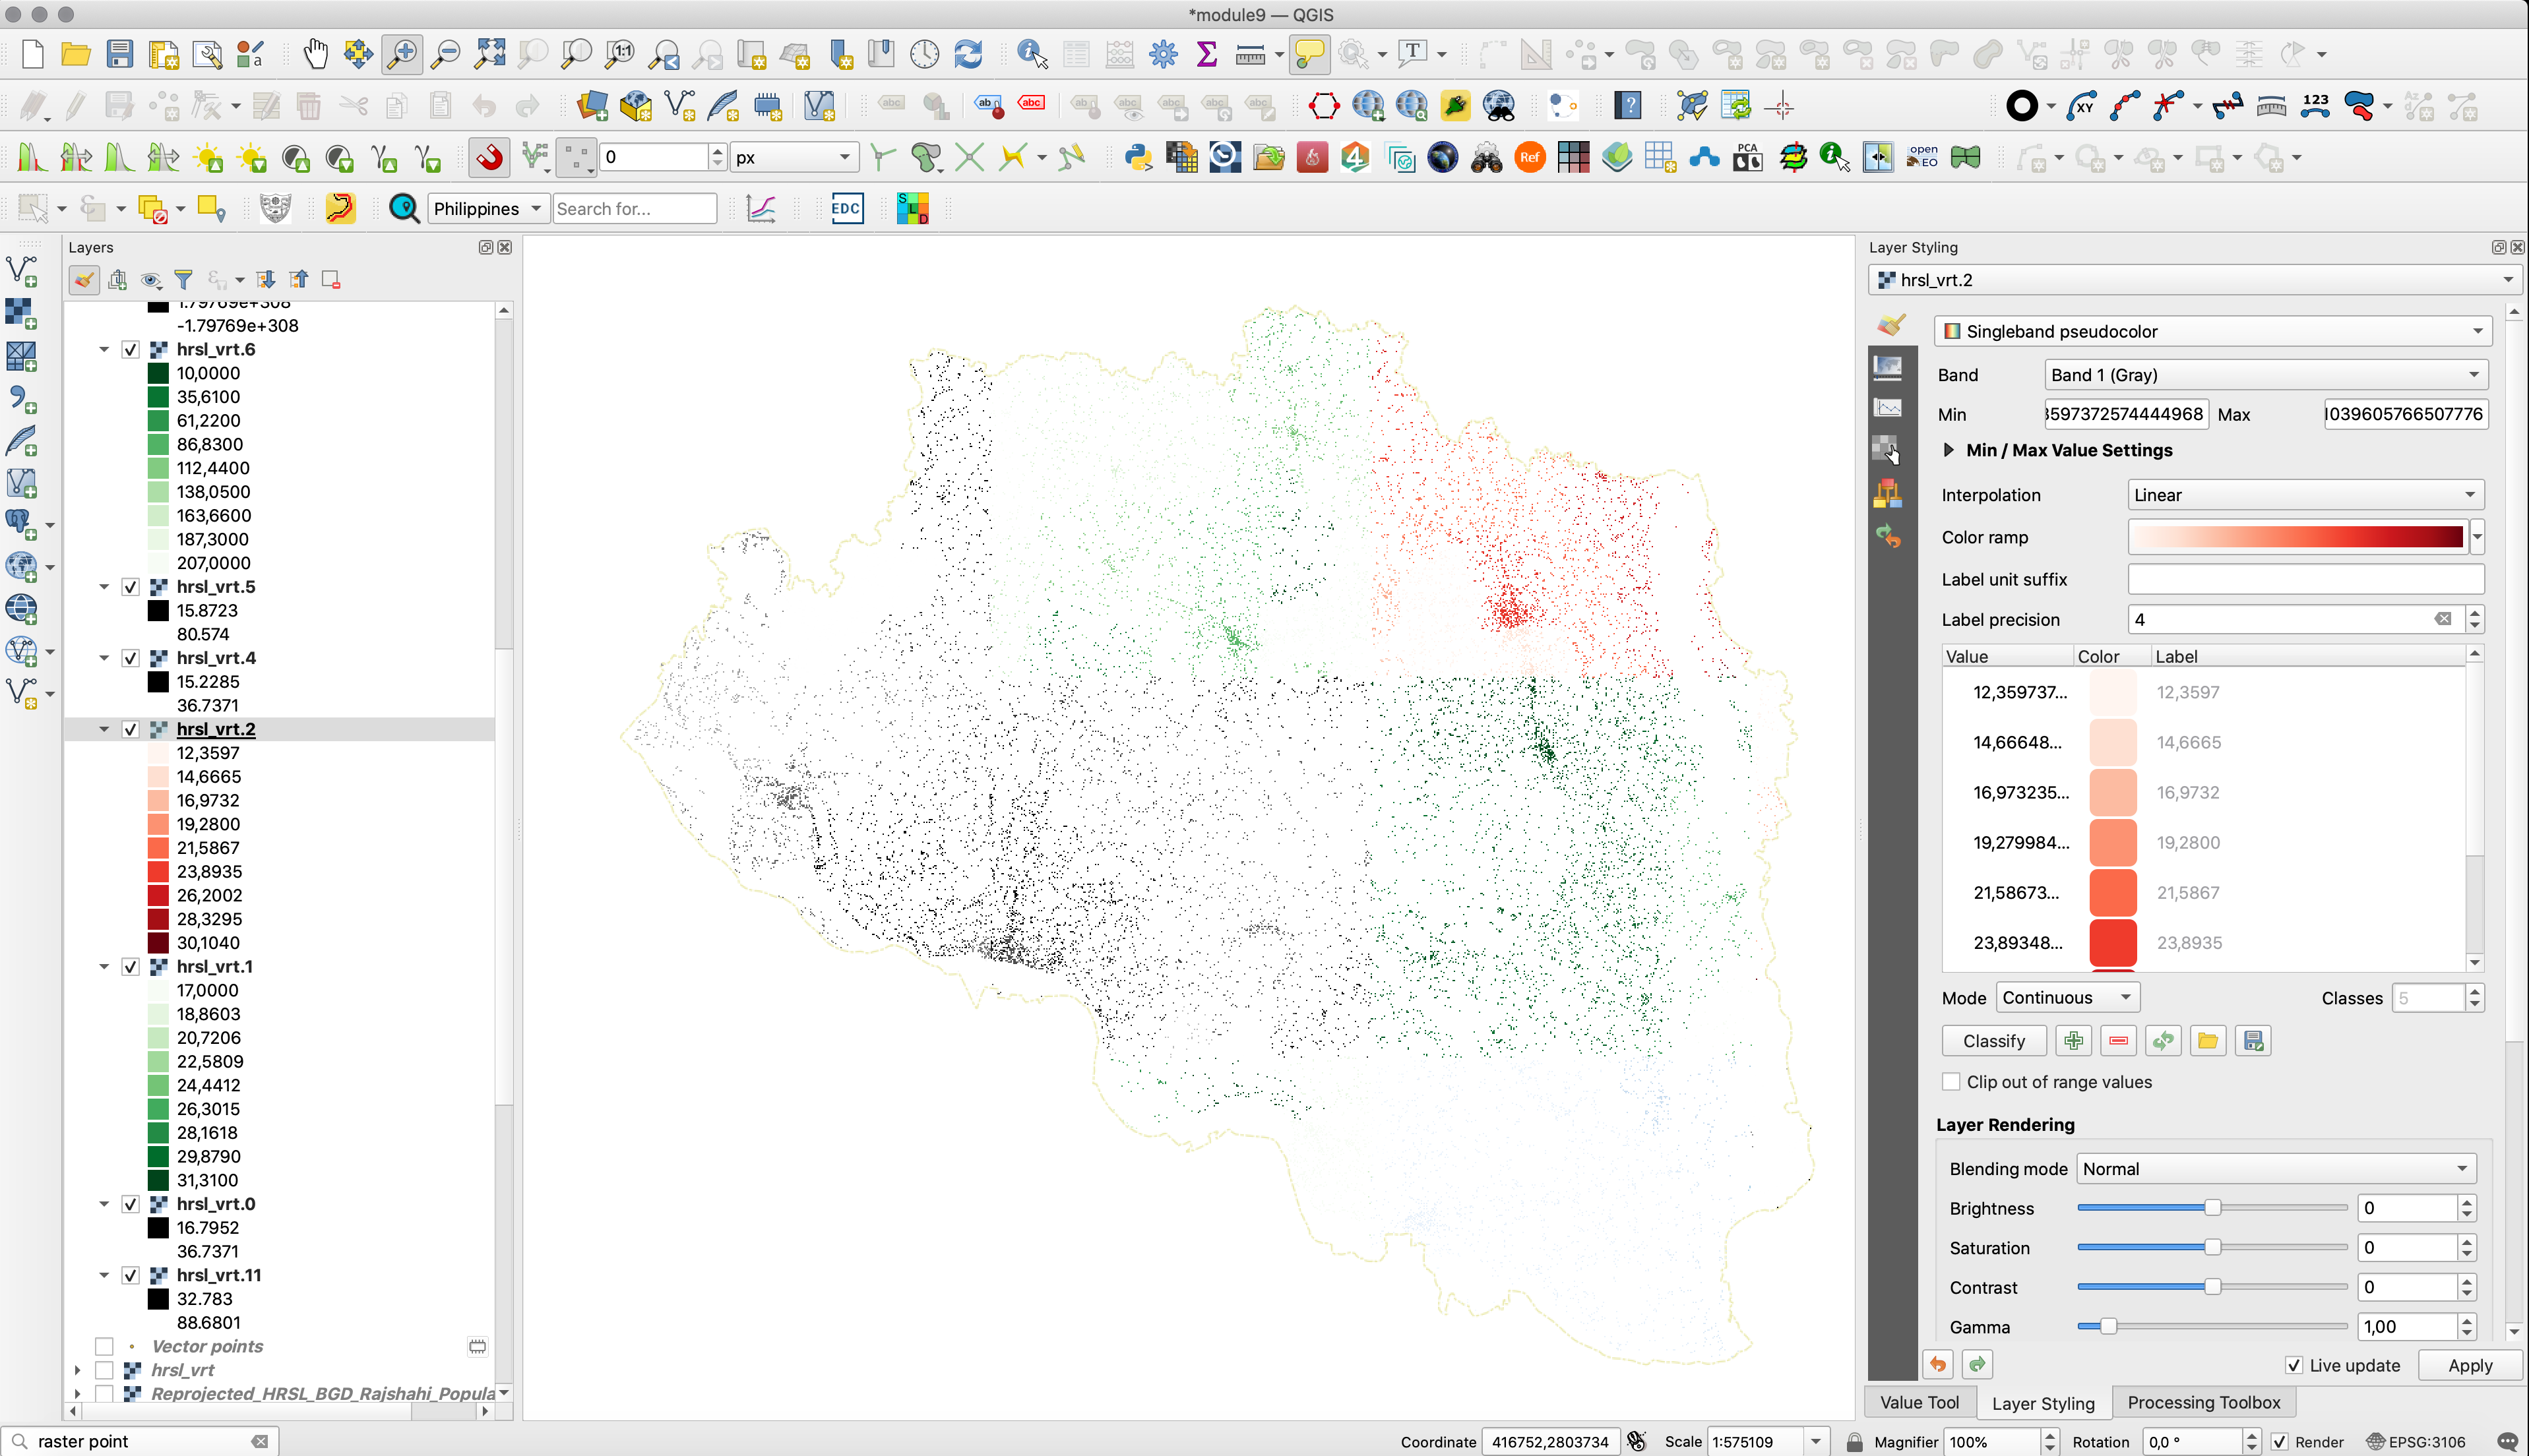 *module9 — QGIS
0
px
Philippines
Search for...
EDC
Layers
-1.79769e+308
hrsl_vrt.6
10,0000
35,6100
61,2200
86,8300
112,4400
138,0500
163,6600
187,3000
207,0000
hrsl_vrt.5
15.8723
80.574
hrsl_vrt.4
15.2285
36.7371
hrsl_vrt.2
12,3597
14,6665
16,9732
19,2800
21,5867
23,8935
26,2002
28,3295
30,1040
hrsl_vrt.1
17,0000
18,8603
20,7206
22,5809
24,4412
26,3015
28,1618
29,8790
31,3100
hrsl_vrt.0
16.7952
36.7371
hrsl_vrt.11
32.783
88.6801
Vector points
hrsl_vrt
Reprojected_HRSL_BGD_Rajshahi_Popula
raster point
Layer Styling
hrsl_vrt.2
Singleband pseudocolor
Band Band 1 (Gray)
Min 3597372574444968 Max 1039605766507776
Min / Max Value Settings
Interpolation Linear
Color ramp
Label unit suffix
Label precision 4
Value Color Label
12,359737... 12,3597
14,66648... 14,6665
16,973235... 16,9732
19,279984... 19,2800
21,58673... 21,5867
23,89348... 23,8935
Mode Continuous Classes 5
Classify
Clip out of range values
Layer Rendering
Blending mode Normal
Brightness 0
Saturation 0
Contrast 0
Gamma 1,00
Live update Apply
Value Tool Layer Styling Processing Toolbox
Coordinate 416752,2803734 Scale 1:575109 Magnifier 100% Rotation 0,0 ° Render EPSG:3106